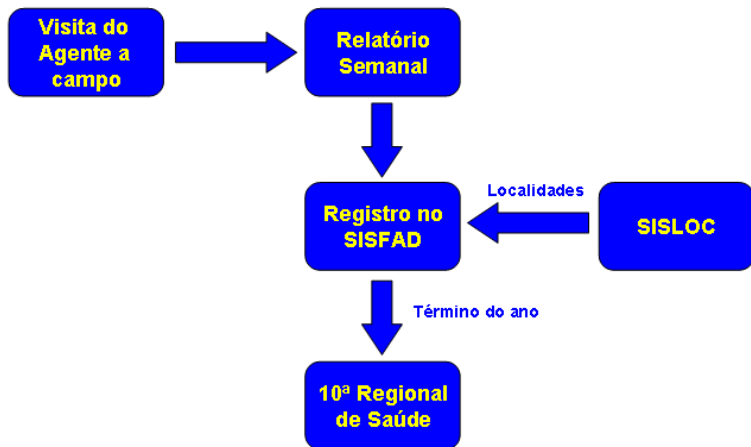 Visita do
Agente a
campo
Relatório
Semanal
Localidades
Registro no
SISFAD
SISLOC
Término do ano
10ª Regional
de Saúde